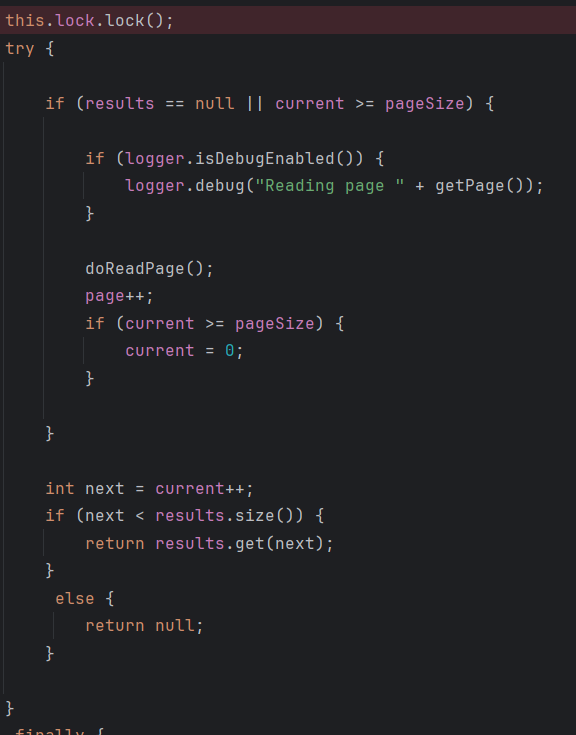 this.lock.lock();
try {
if (results == null || current >= pageSize) {
if (logger.isDebugEnabled()) {
logger.debug("Reading page " + getPage());
}
doReadPage();
page++;
if (current >= pageSize) {
current = 0;
}
}
int next = current++;
if (next < results.size()) {
return results.get(next);
}
else {
return null;
}
}
finally {